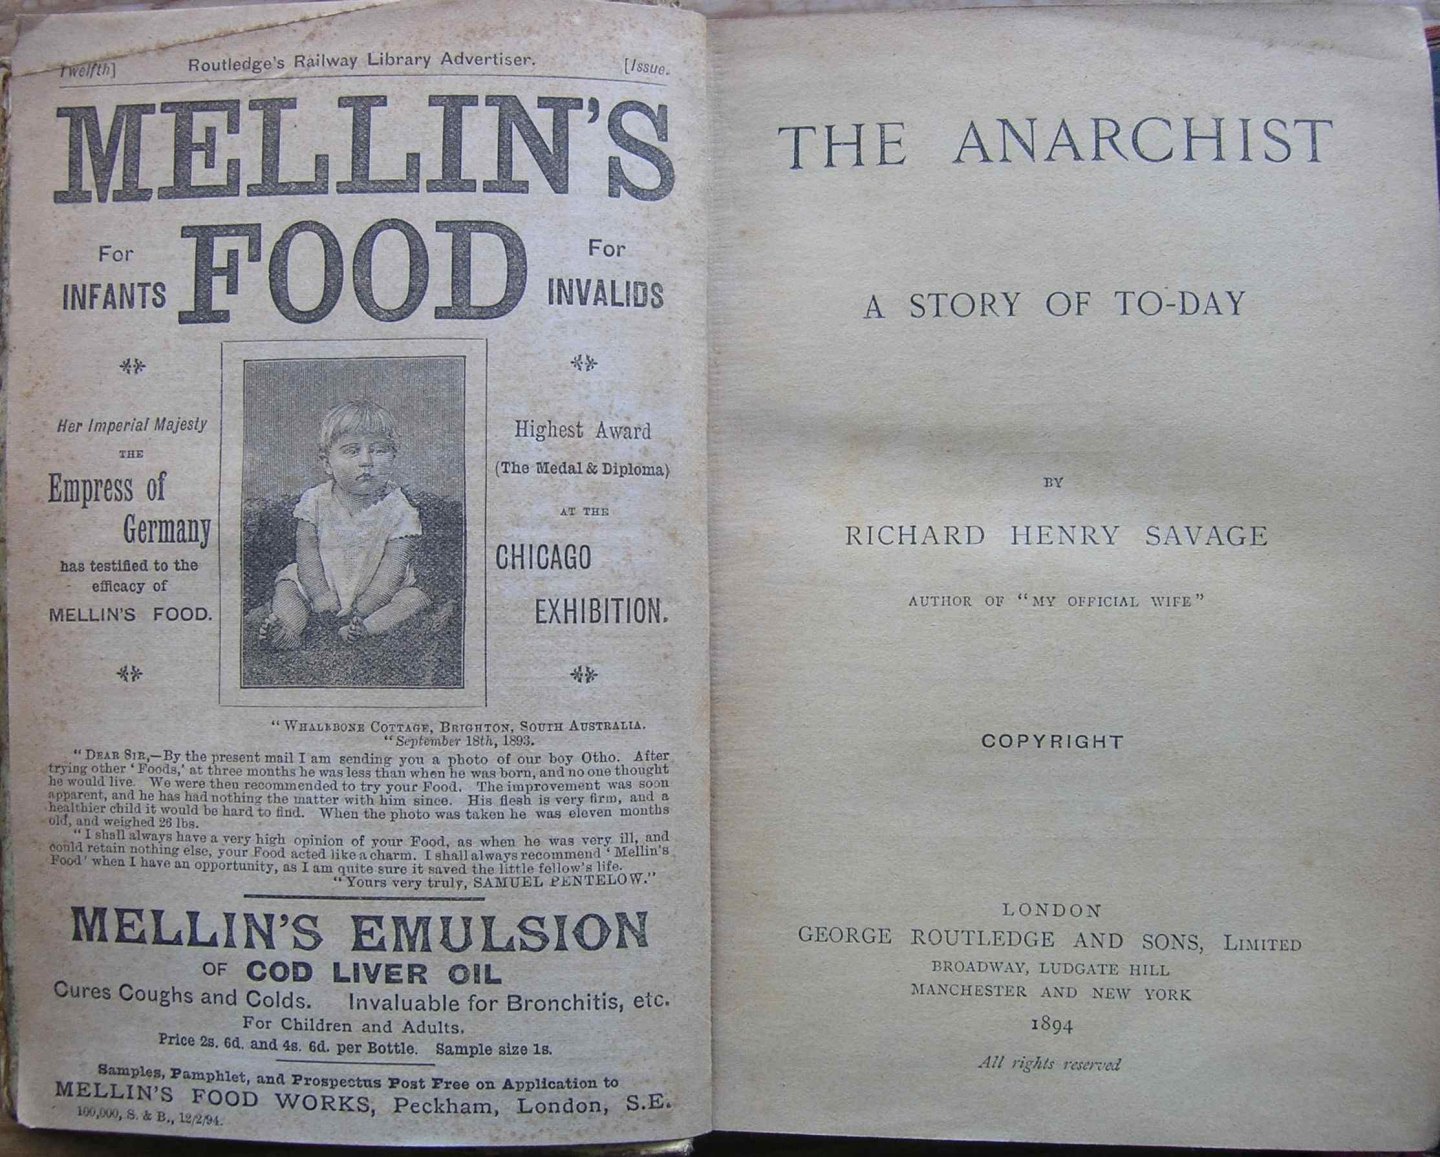 Twelfth] Routledge's Railway Library Advertiser. [Issue.
MELLIN'S
FOOD
For
INFANTS
For
INVALIDS
Her Imperial Majesty
THE
Empress of
Germany
has testified to the
efficacy of
MELLIN'S FOOD.
Highest Award
(The Medal & Diploma)
AT THE
CHICAGO
EXHIBITION.
"WHALEBONE COTTAGE, BRIGHTON, SOUTH AUSTRALIA.
"September 18th, 1893.
"DEAR SIR,—By the present mail I am sending you a photo of our boy Otho. After
trying other 'Foods,' at three months he was less than when he was born, and no one thought
he would live. We were then recommended to try your Food. The improvement was soon
apparent, and he has had nothing the matter with him since. His flesh is very firm, and a
healthier child it would be hard to find. When the photo was taken he was eleven months
old, and weighed 26 lbs.
"I shall always have a very high opinion of your Food, as when he was very ill, and
could retain nothing else, your Food acted like a charm. I shall always recommend 'Mellin's
Food' when I have an opportunity, as I am quite sure it saved the little fellow's life.
"Yours very truly, SAMUEL PENTELOW."
MELLIN'S EMULSION
OF COD LIVER OIL
Cures Coughs and Colds. Invaluable for Bronchitis, etc.
For Children and Adults.
Price 2s. 6d. and 4s. 6d. per Bottle. Sample size 1s.
Samples, Pamphlet, and Prospectus Post Free on Application to
MELLIN'S FOOD WORKS, Peckham, London, S.E.
100,000, S. & B., 12/2/94.
THE ANARCHIST
A STORY OF TO-DAY
BY
RICHARD HENRY SAVAGE
AUTHOR OF "MY OFFICIAL WIFE"
COPYRIGHT
LONDON
GEORGE ROUTLEDGE AND SONS, LIMITED
BROADWAY, LUDGATE HILL
MANCHESTER AND NEW YORK
1894
All rights reserved